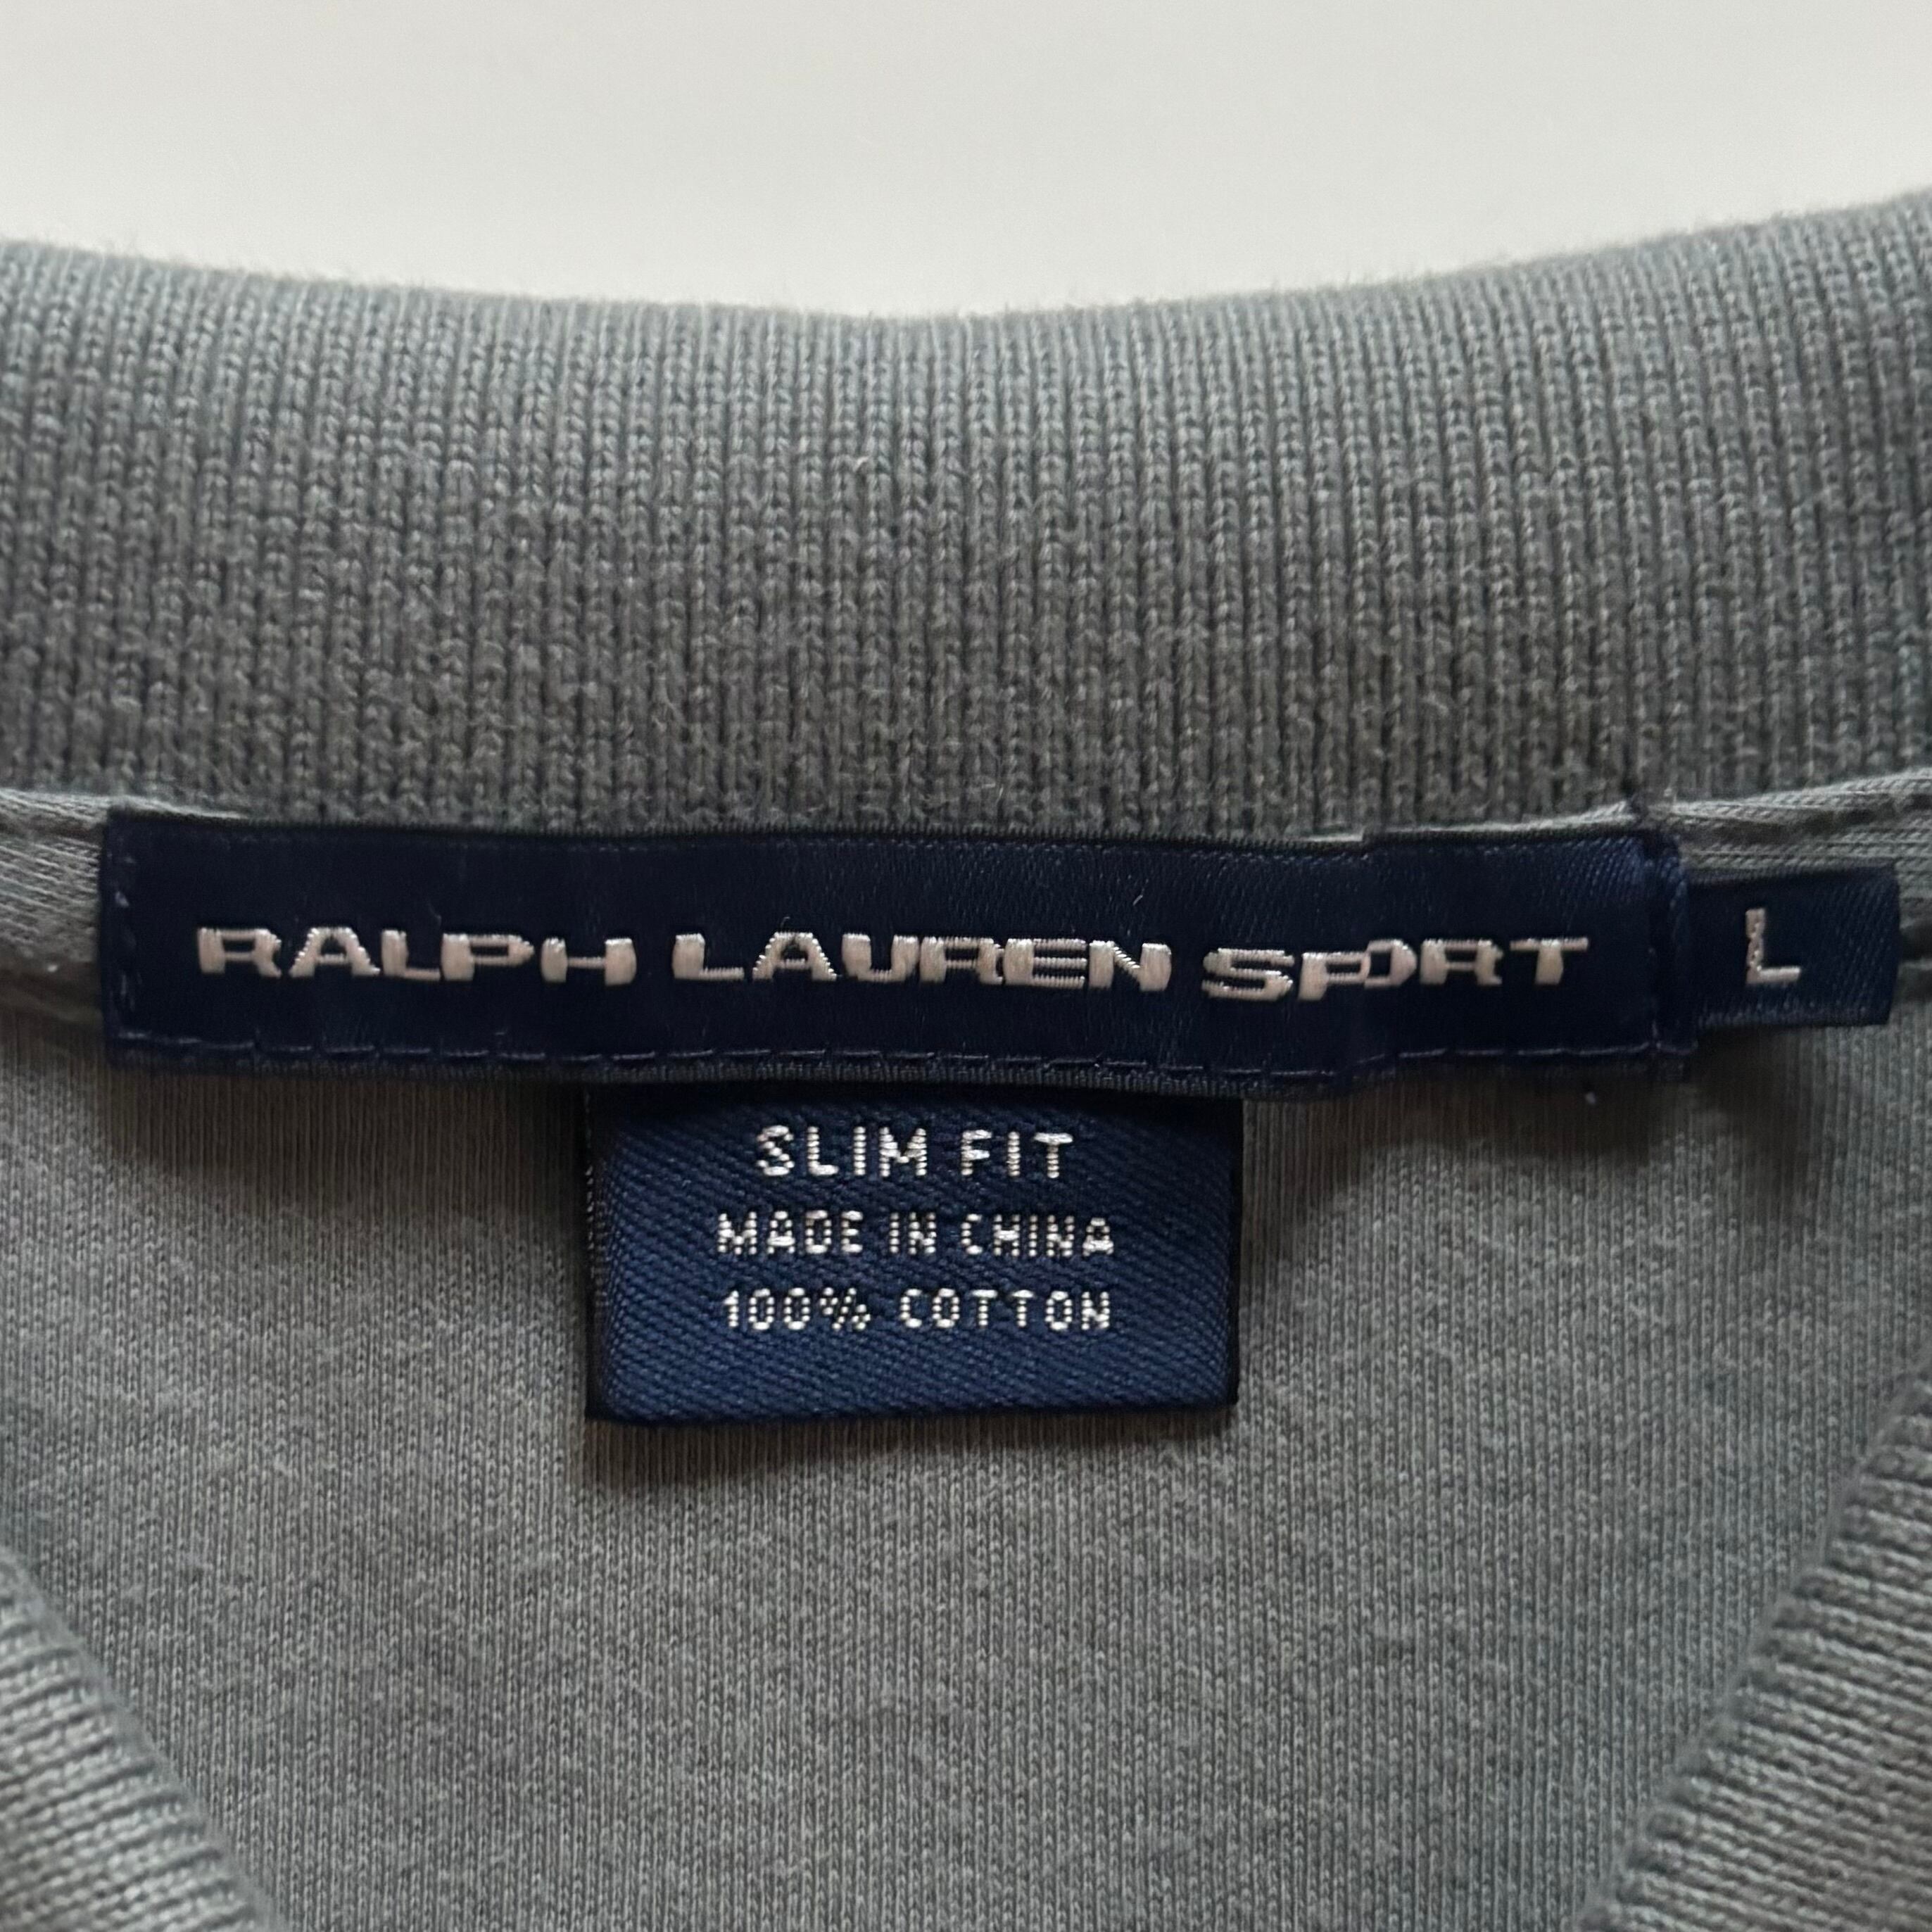 RALPH LAUREN SPORT L
SLIM FIT
MADE IN CHINA
100% COTTON